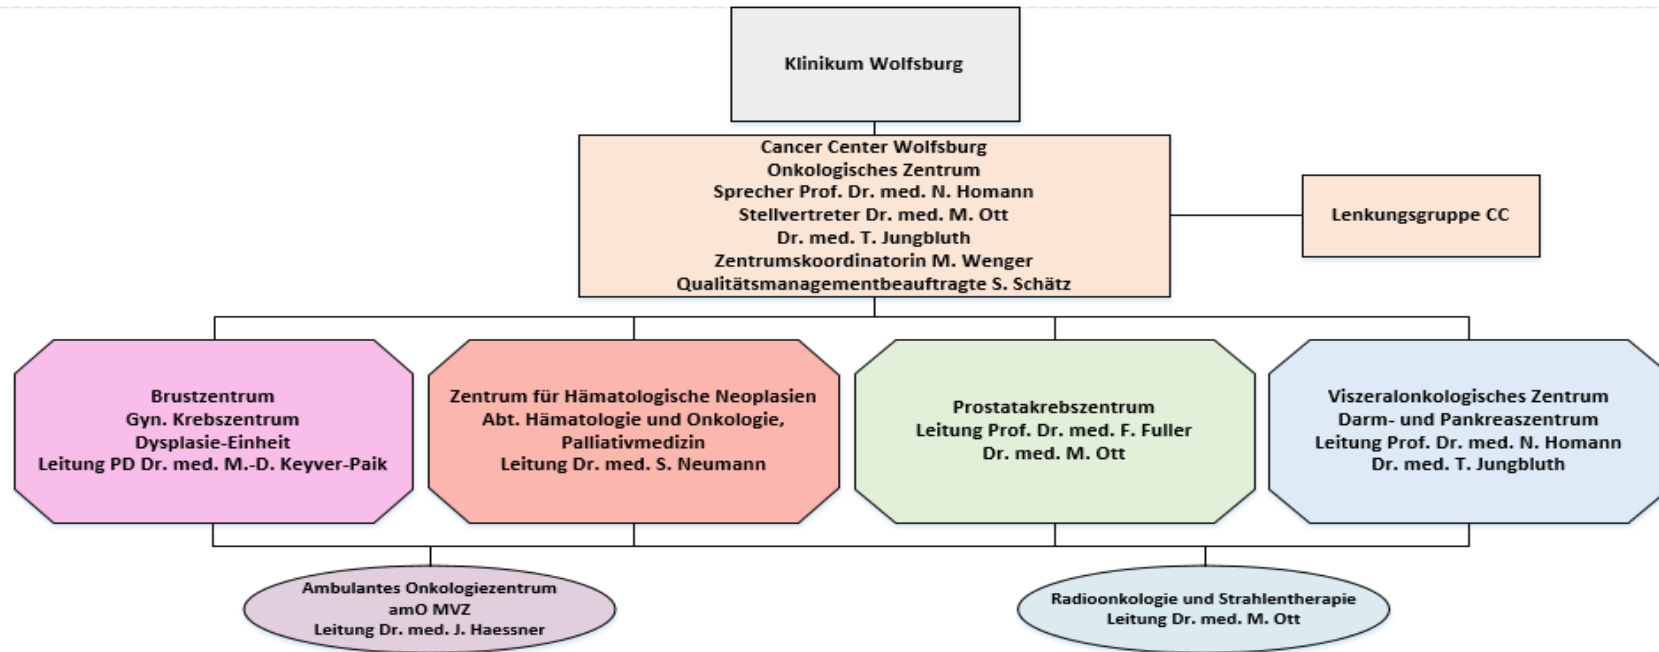 Klinikum Wolfsburg
Cancer Center Wolfsburg
Onkologisches Zentrum
Sprecher Prof. Dr. med. N. Homann
Stellvertreter Dr. med. M. Ott
Dr. med. T. Jungbluth
Zentrumskoordinatorin M. Wenger
Qualitätsmanagementbeauftragte S. Schätz
Lenkungsgruppe CC
Brustzentrum
Gyn. Krebszentrum
Dysplasie-Einheit
Leitung PD Dr. med. M.-D. Keyver-Paik
Zentrum für Hämatologische Neoplasien
Abt. Hämatologie und Onkologie,
Palliativmedizin
Leitung Dr. med. S. Neumann
Prostatakrebszentrum
Leitung Prof. Dr. med. F. Fuller
Dr. med. M. Ott
Viszeralonkologisches Zentrum
Darm- und Pankreaszentrum
Leitung Prof. Dr. med. N. Homann
Dr. med. T. Jungbluth
Ambulantes Onkologiezentrum
amO MVZ
Leitung Dr. med. J. Haessner
Radioonkologie und Strahlentherapie
Leitung Dr. med. M. Ott